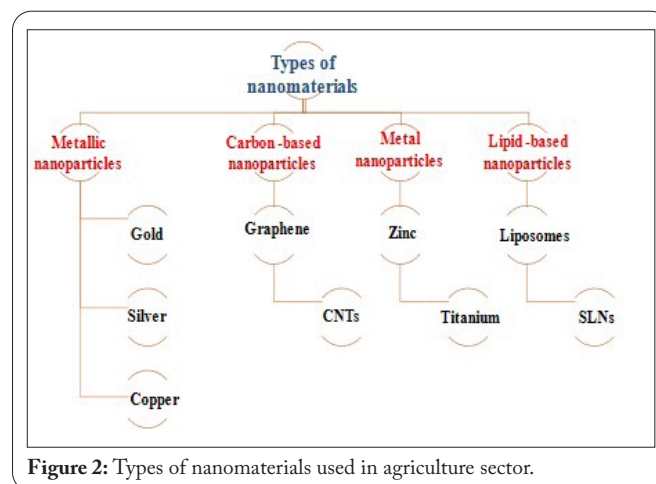 Types of
nanomaterials
Metallic
nanoparticles
Carbon-based
nanoparticles
Metal
nanoparticles
Lipid-based
nanoparticles
Gold
Graphene
Zinc
Liposomes
Silver
CNTs
Titanium
SLNs
Copper
Figure 2: Types of nanomaterials used in agriculture sector.